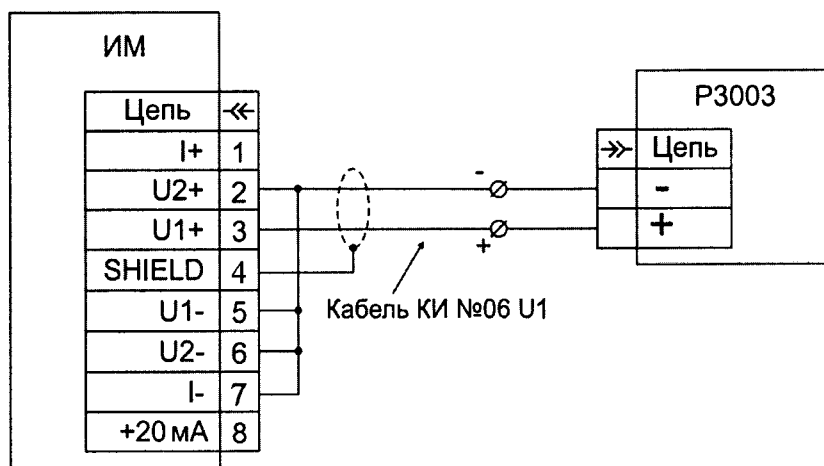 ИМ
Цепь
I+ 1
U2+ 2
U1+ 3
SHIELD 4
U1- 5
U2- 6
I- 7
+20 мА 8
-
+
Кабель КИ №06 U1
Р3003
Цепь
-
+